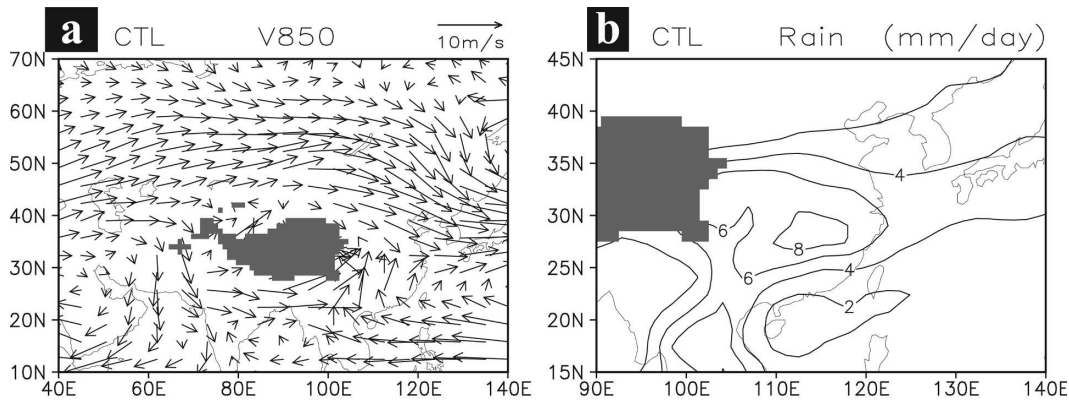 a CTL V850 10m/s
70N
60N
50N
40N
30N
20N
10N
40E 60E 80E 100E 120E 140E
b CTL Rain (mm/day)
45N
40N
35N
30N
25N
20N
15N
4
6
8
6
4
2
90E 100E 110E 120E 130E 140E